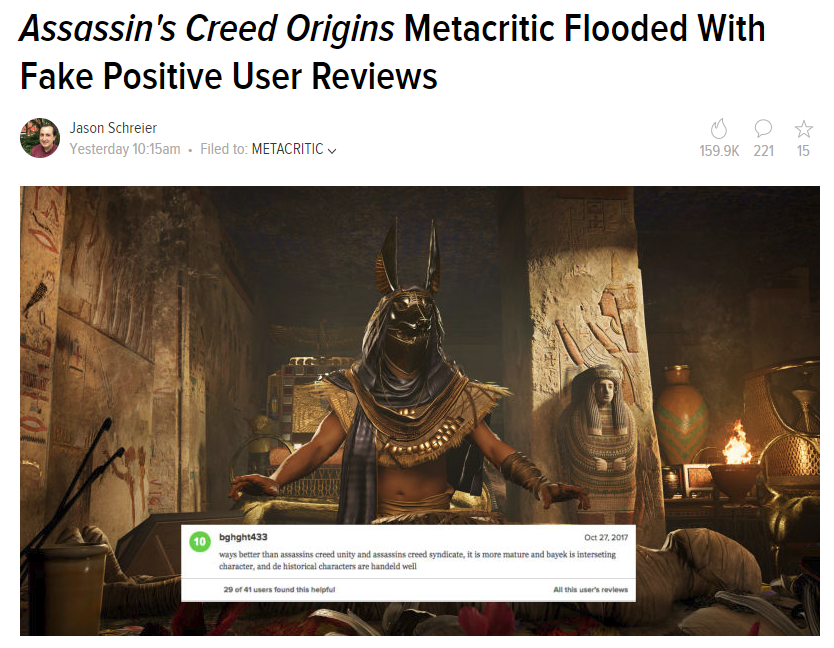 Assassin's Creed Origins Metacritic Flooded With
Fake Positive User Reviews
Jason Schreier
Yesterday 10:15am • Filed to: METACRITIC
159.9K 221 15
10 bghght433 Oct 27, 2017
ways better than assassins creed unity and assassins creed syndicate, it is more mature and bayek is interseting
character, and de historical characters are handeld well
29 of 41 users found this helpful All this user's reviews